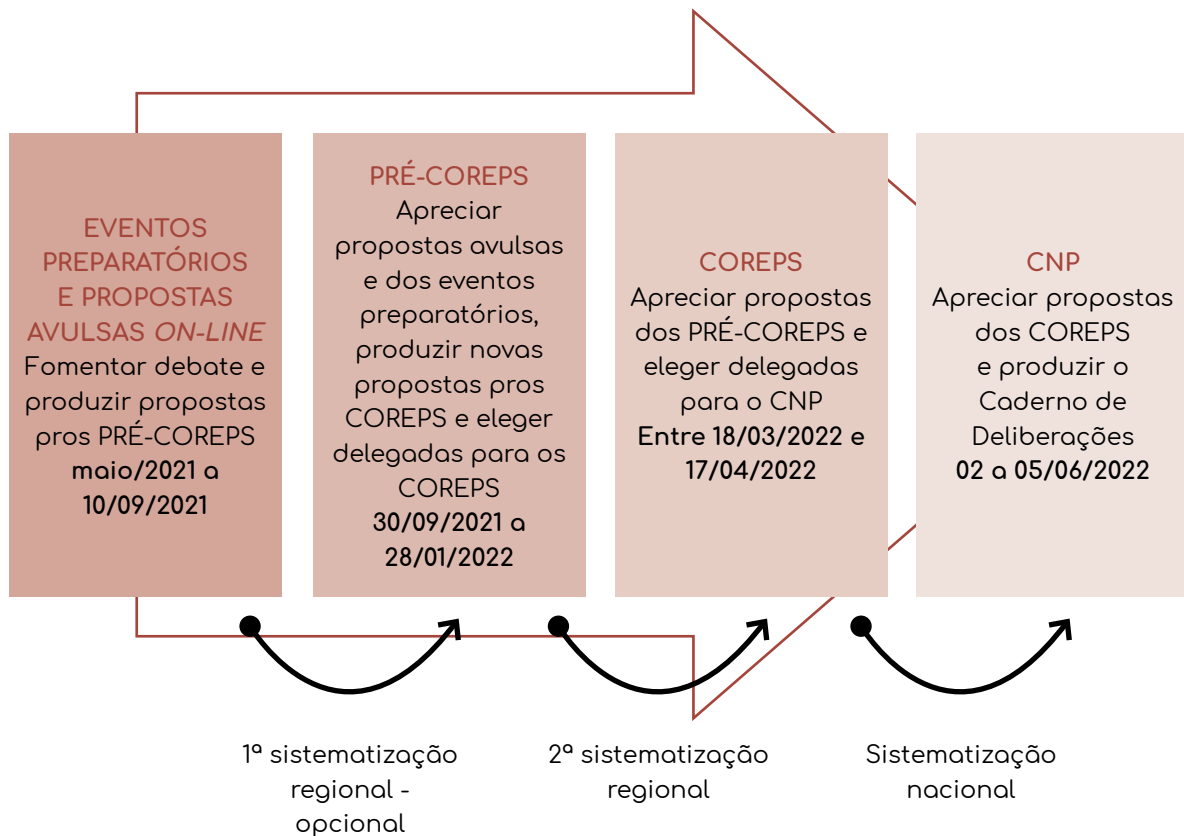 EVENTOS
PREPARATÓRIOS
E PROPOSTAS
AVULSAS ON-LINE
Fomentar debate e
produzir propostas
pros PRÉ-COREPS
maio/2021 a
10/09/2021
PRÉ-COREPS
Apreciar
propostas avulsas
e dos eventos
preparatórios,
produzir novas
propostas pros
COREPS e eleger
delegadas para os
COREPS
30/09/2021 a
28/01/2022
COREPS
Apreciar propostas
dos PRÉ-COREPS e
eleger delegadas
para o CNP
Entre 18/03/2022 e
17/04/2022
CNP
Apreciar propostas
dos COREPS
e produzir o
Caderno de
Deliberações
02 a 05/06/2022
1ª sistematização
regional -
opcional
2ª sistematização
regional
Sistematização
nacional